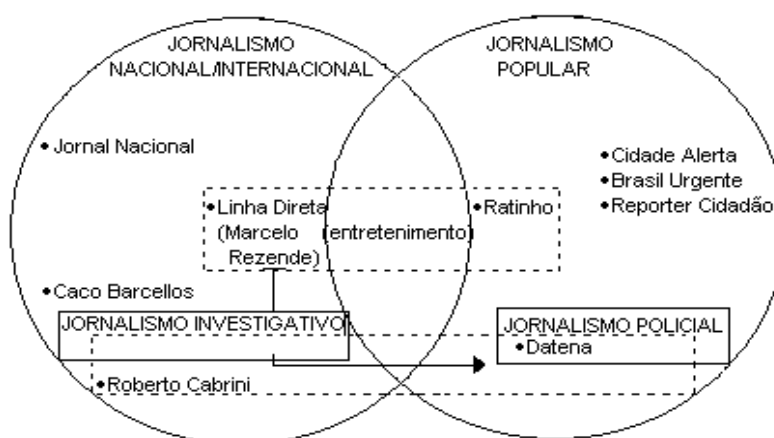 JORNALISMO
NACIONAL/INTERNACIONAL
JORNALISMO
POPULAR
•Jornal Nacional
•Cidade Alerta
•Brasil Urgente
•Reporter Cidadão
•Linha Direta
(Marcelo (entretenimento)
Rezende)
•Ratinho
•Caco Barcellos
JORNALISMO INVESTIGATIVO
JORNALISMO POLICIAL
•Datena
•Roberto Cabrini